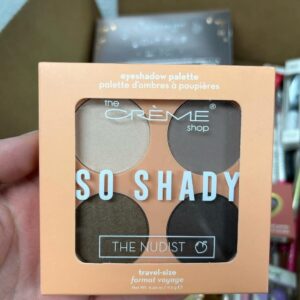 eyeshadow palette
palette d'ombres à paupières
the
CRÈME®
shop
SO SHADY
THE NUDIST
travel-size
format voyage